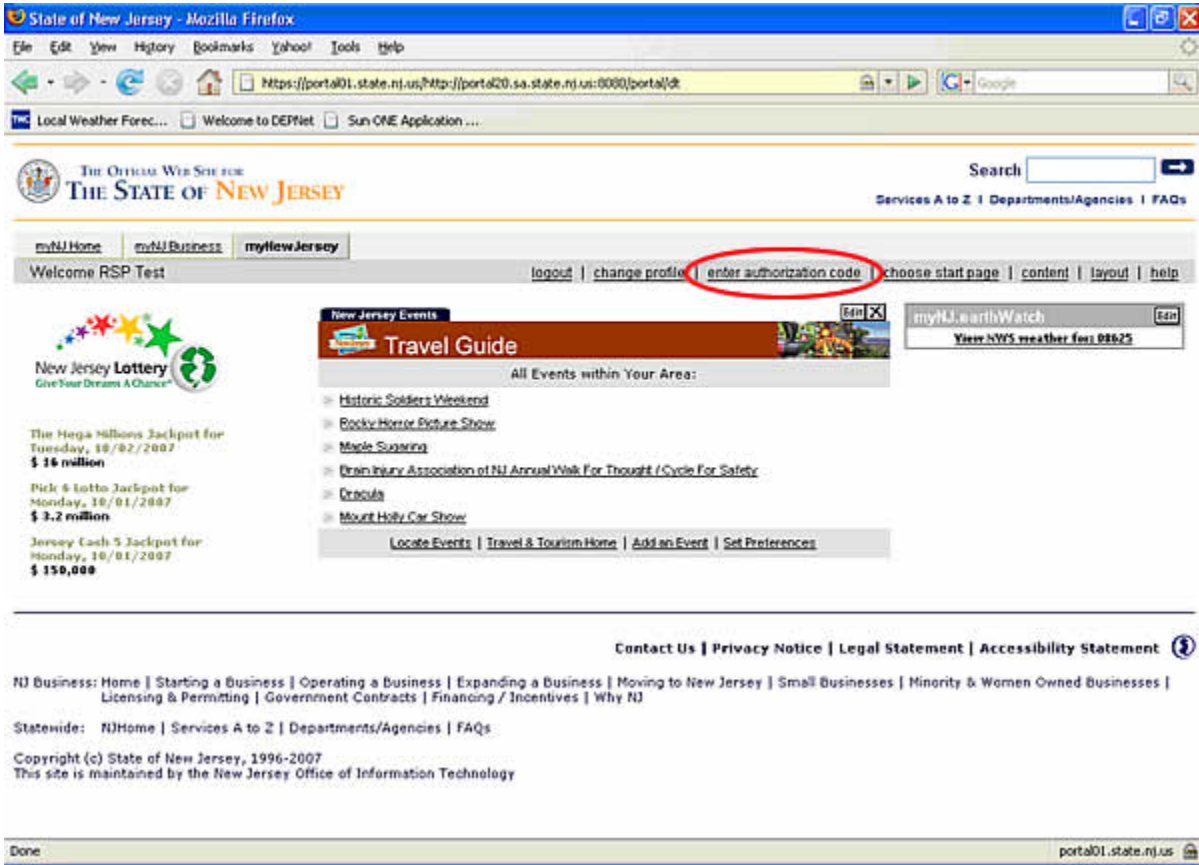 State of New Jersey - Mozilla Firefox
File Edit View History Bookmarks Yahoo! Tools Help
https://portal01.state.nj.us/http://portal20.sa.state.nj.us:8080/portal/dt
Google
Local Weather Forec... Welcome to DEPNet Sun ONE Application ...
THE OFFICIAL WEB SITE FOR
THE STATE OF NEW JERSEY
Search
Services A to Z | Departments/Agencies | FAQs
myNJ Home myNJ Business myNewJersey
Welcome RSP Test
logout | change profile | enter authorization code | choose start page | content | layout | help
New Jersey Lottery
Give Your Dreams A Chance
The Mega Millions Jackpot for
Tuesday, 10/02/2007
$ 16 million
Pick 6 Lotto Jackpot for
Monday, 10/01/2007
$ 3.2 million
Jersey Cash 5 Jackpot for
Monday, 10/01/2007
$ 150,000
New Jersey Events
Edit X
Travel Guide
All Events within Your Area:
Historic Soldiers Weekend
Rocky Horror Picture Show
Maple Sugaring
Brain Injury Association of NJ Annual Walk For Thought / Cycle For Safety
Dracula
Mount Holly Car Show
Locate Events | Travel & Tourism Home | Add an Event | Set Preferences
myNJ.earthWatch
Edit
View NWS weather for: 08625
Contact Us | Privacy Notice | Legal Statement | Accessibility Statement
NJ Business: Home | Starting a Business | Operating a Business | Expanding a Business | Moving to New Jersey | Small Businesses | Minority & Women Owned Businesses |
Licensing & Permitting | Government Contracts | Financing / Incentives | Why NJ
Statewide: NJHome | Services A to Z | Departments/Agencies | FAQs
Copyright (c) State of New Jersey, 1996-2007
This site is maintained by the New Jersey Office of Information Technology
Done
portal01.state.nj.us